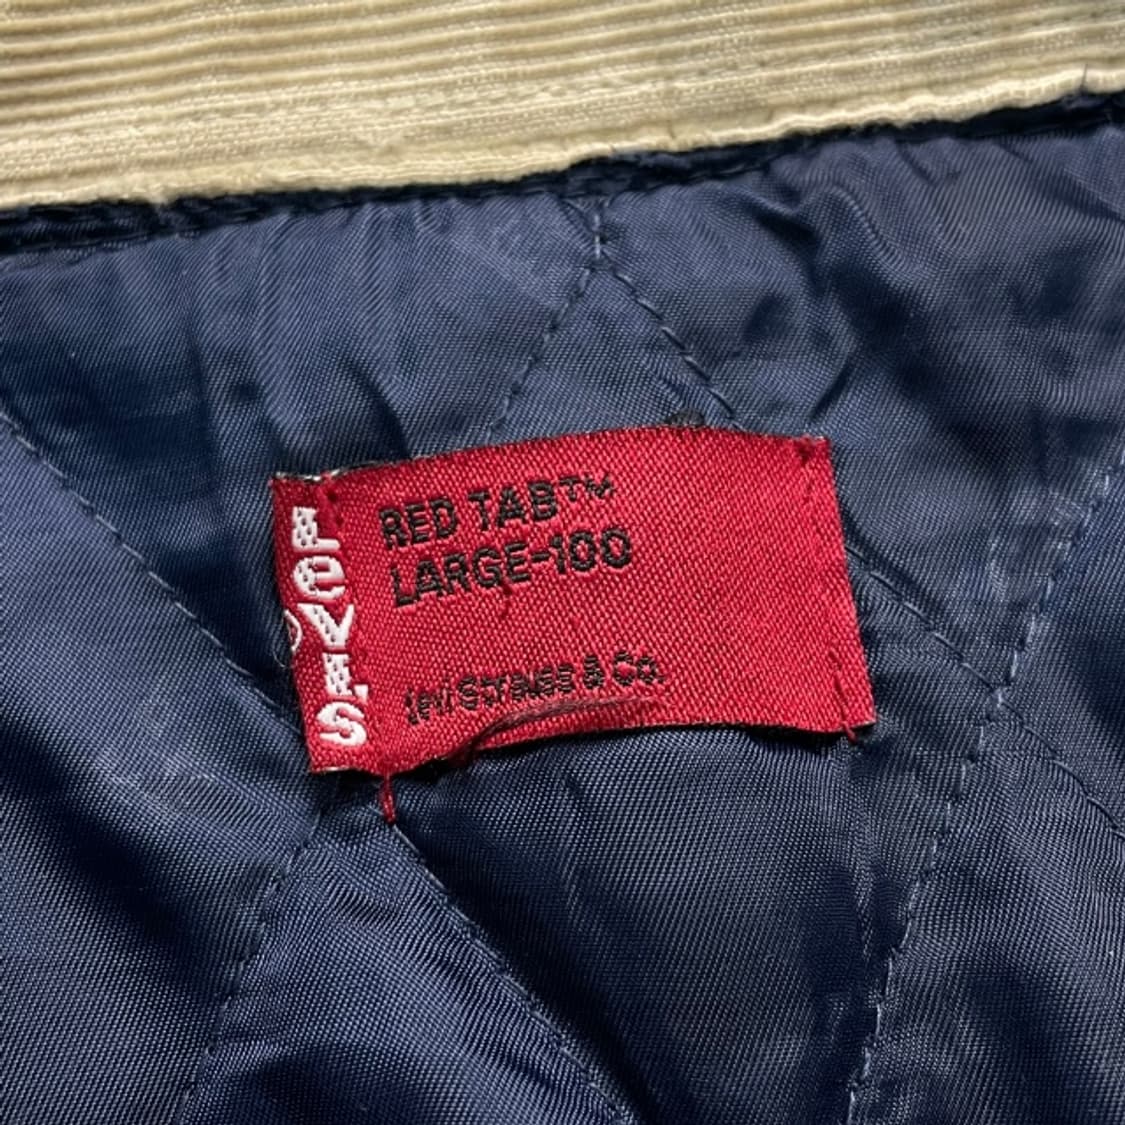 LeVI'S
®
RED TAB™
LARGE-100
Levi Strauss & Co.